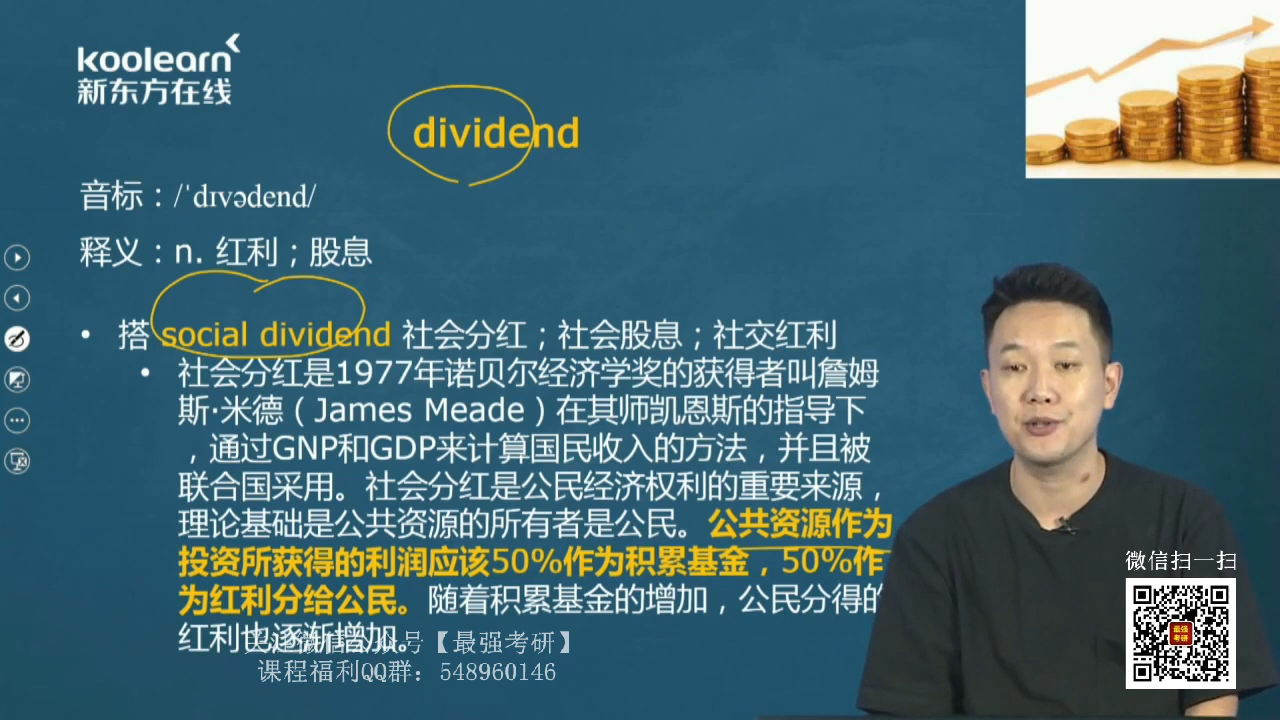 koolearn
新东方在线
dividend
音标：/ˈdɪvədend/
释义：n. 红利；股息
• 搭 social dividend 社会分红；社会股息；社交红利
• 社会分红是1977年诺贝尔经济学奖的获得者叫詹姆
斯·米德（James Meade）在其师凯恩斯的指导下
，通过GNP和GDP来计算国民收入的方法，并且被
联合国采用。社会分红是公民经济权利的重要来源，
理论基础是公共资源的所有者是公民。公共资源作为
投资所获得的利润应该50%作为积累基金，50%作
为红利分给公民。随着积累基金的增加，公民分得的
红利也逐渐增加。
微信公众号【最强考研】
课程福利QQ群：548960146
微信扫一扫
最强
考研